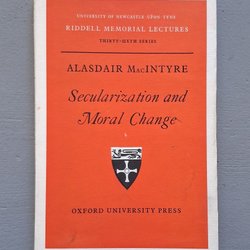 UNIVERSITY OF NEWCASTLE UPON TYNE
RIDDELL MEMORIAL LECTURES
THIRTY-SIXTH SERIES
ALASDAIR MACINTYRE
Secularization and
Moral Change
OXFORD UNIVERSITY PRESS